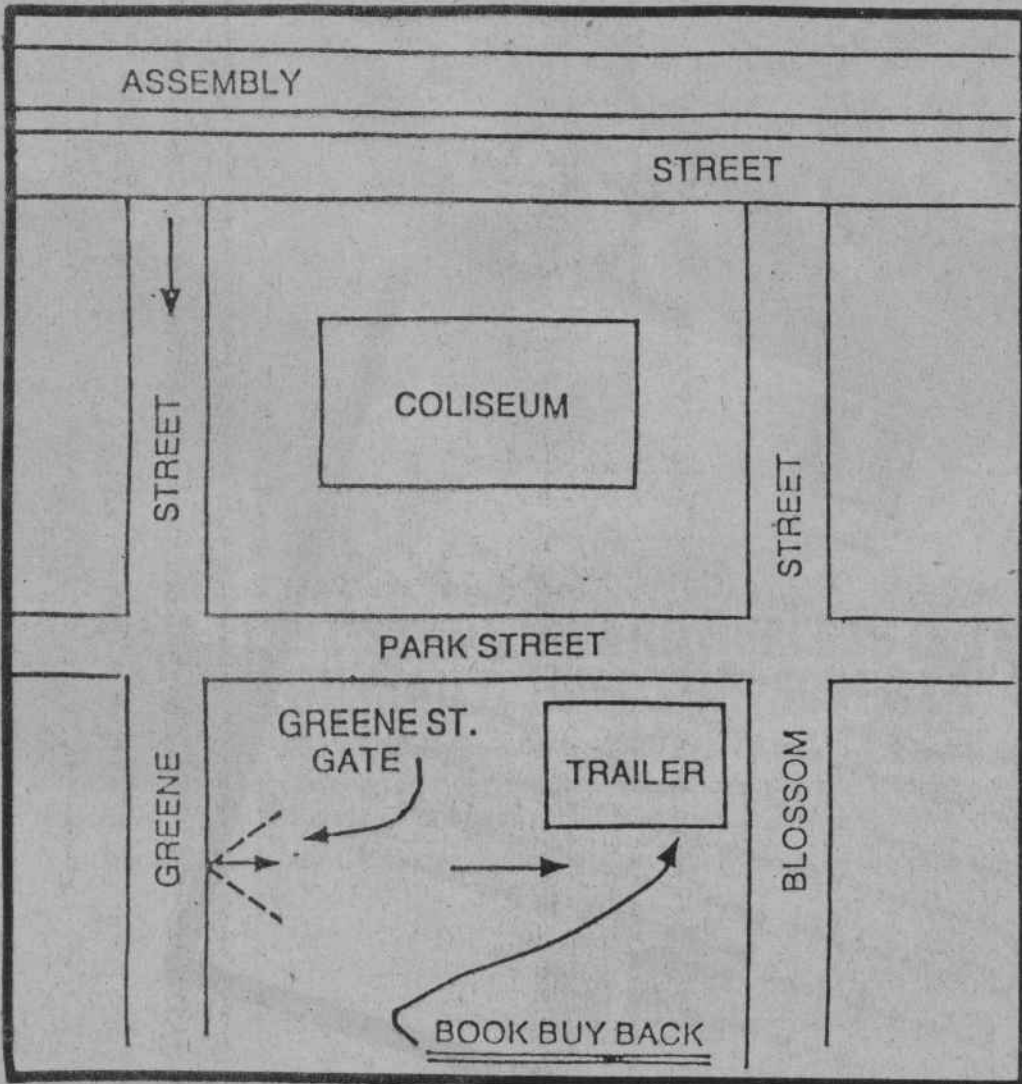 ASSEMBLY
STREET
STREET
COLISEUM
STREET
PARK STREET
GREENE
GREENE ST.
GATE
TRAILER
BLOSSOM
BOOK BUY BACK